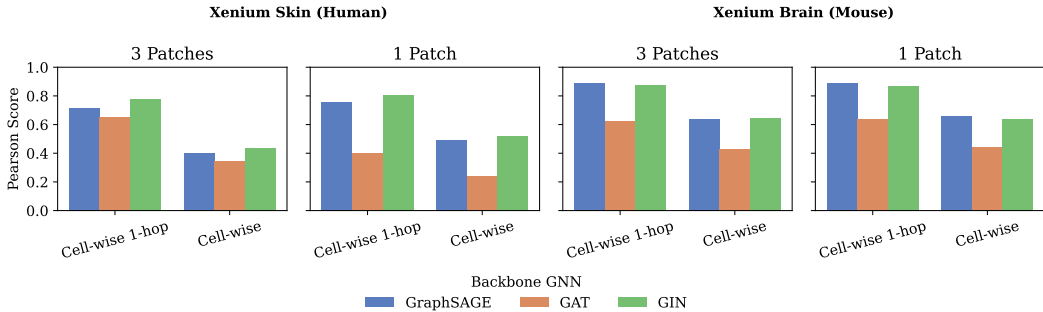 Xenium Skin (Human)
Xenium Brain (Mouse)
3 Patches
1 Patch
3 Patches
1 Patch
Pearson Score
1.0
0.8
0.6
0.4
0.2
0.0
Cell-wise 1-hop
Cell-wise
Cell-wise 1-hop
Cell-wise
Cell-wise 1-hop
Cell-wise
Cell-wise 1-hop
Cell-wise
Backbone GNN
GraphSAGE
GAT
GIN